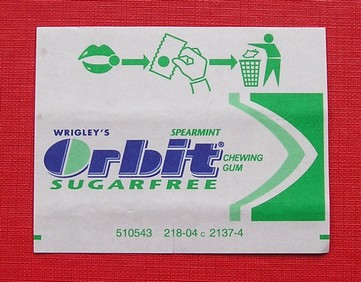 WRIGLEY'S SPEARMINT
Orbit®
CHEWING
GUM
SUGARFREE
510543 218-04 c 2137-4